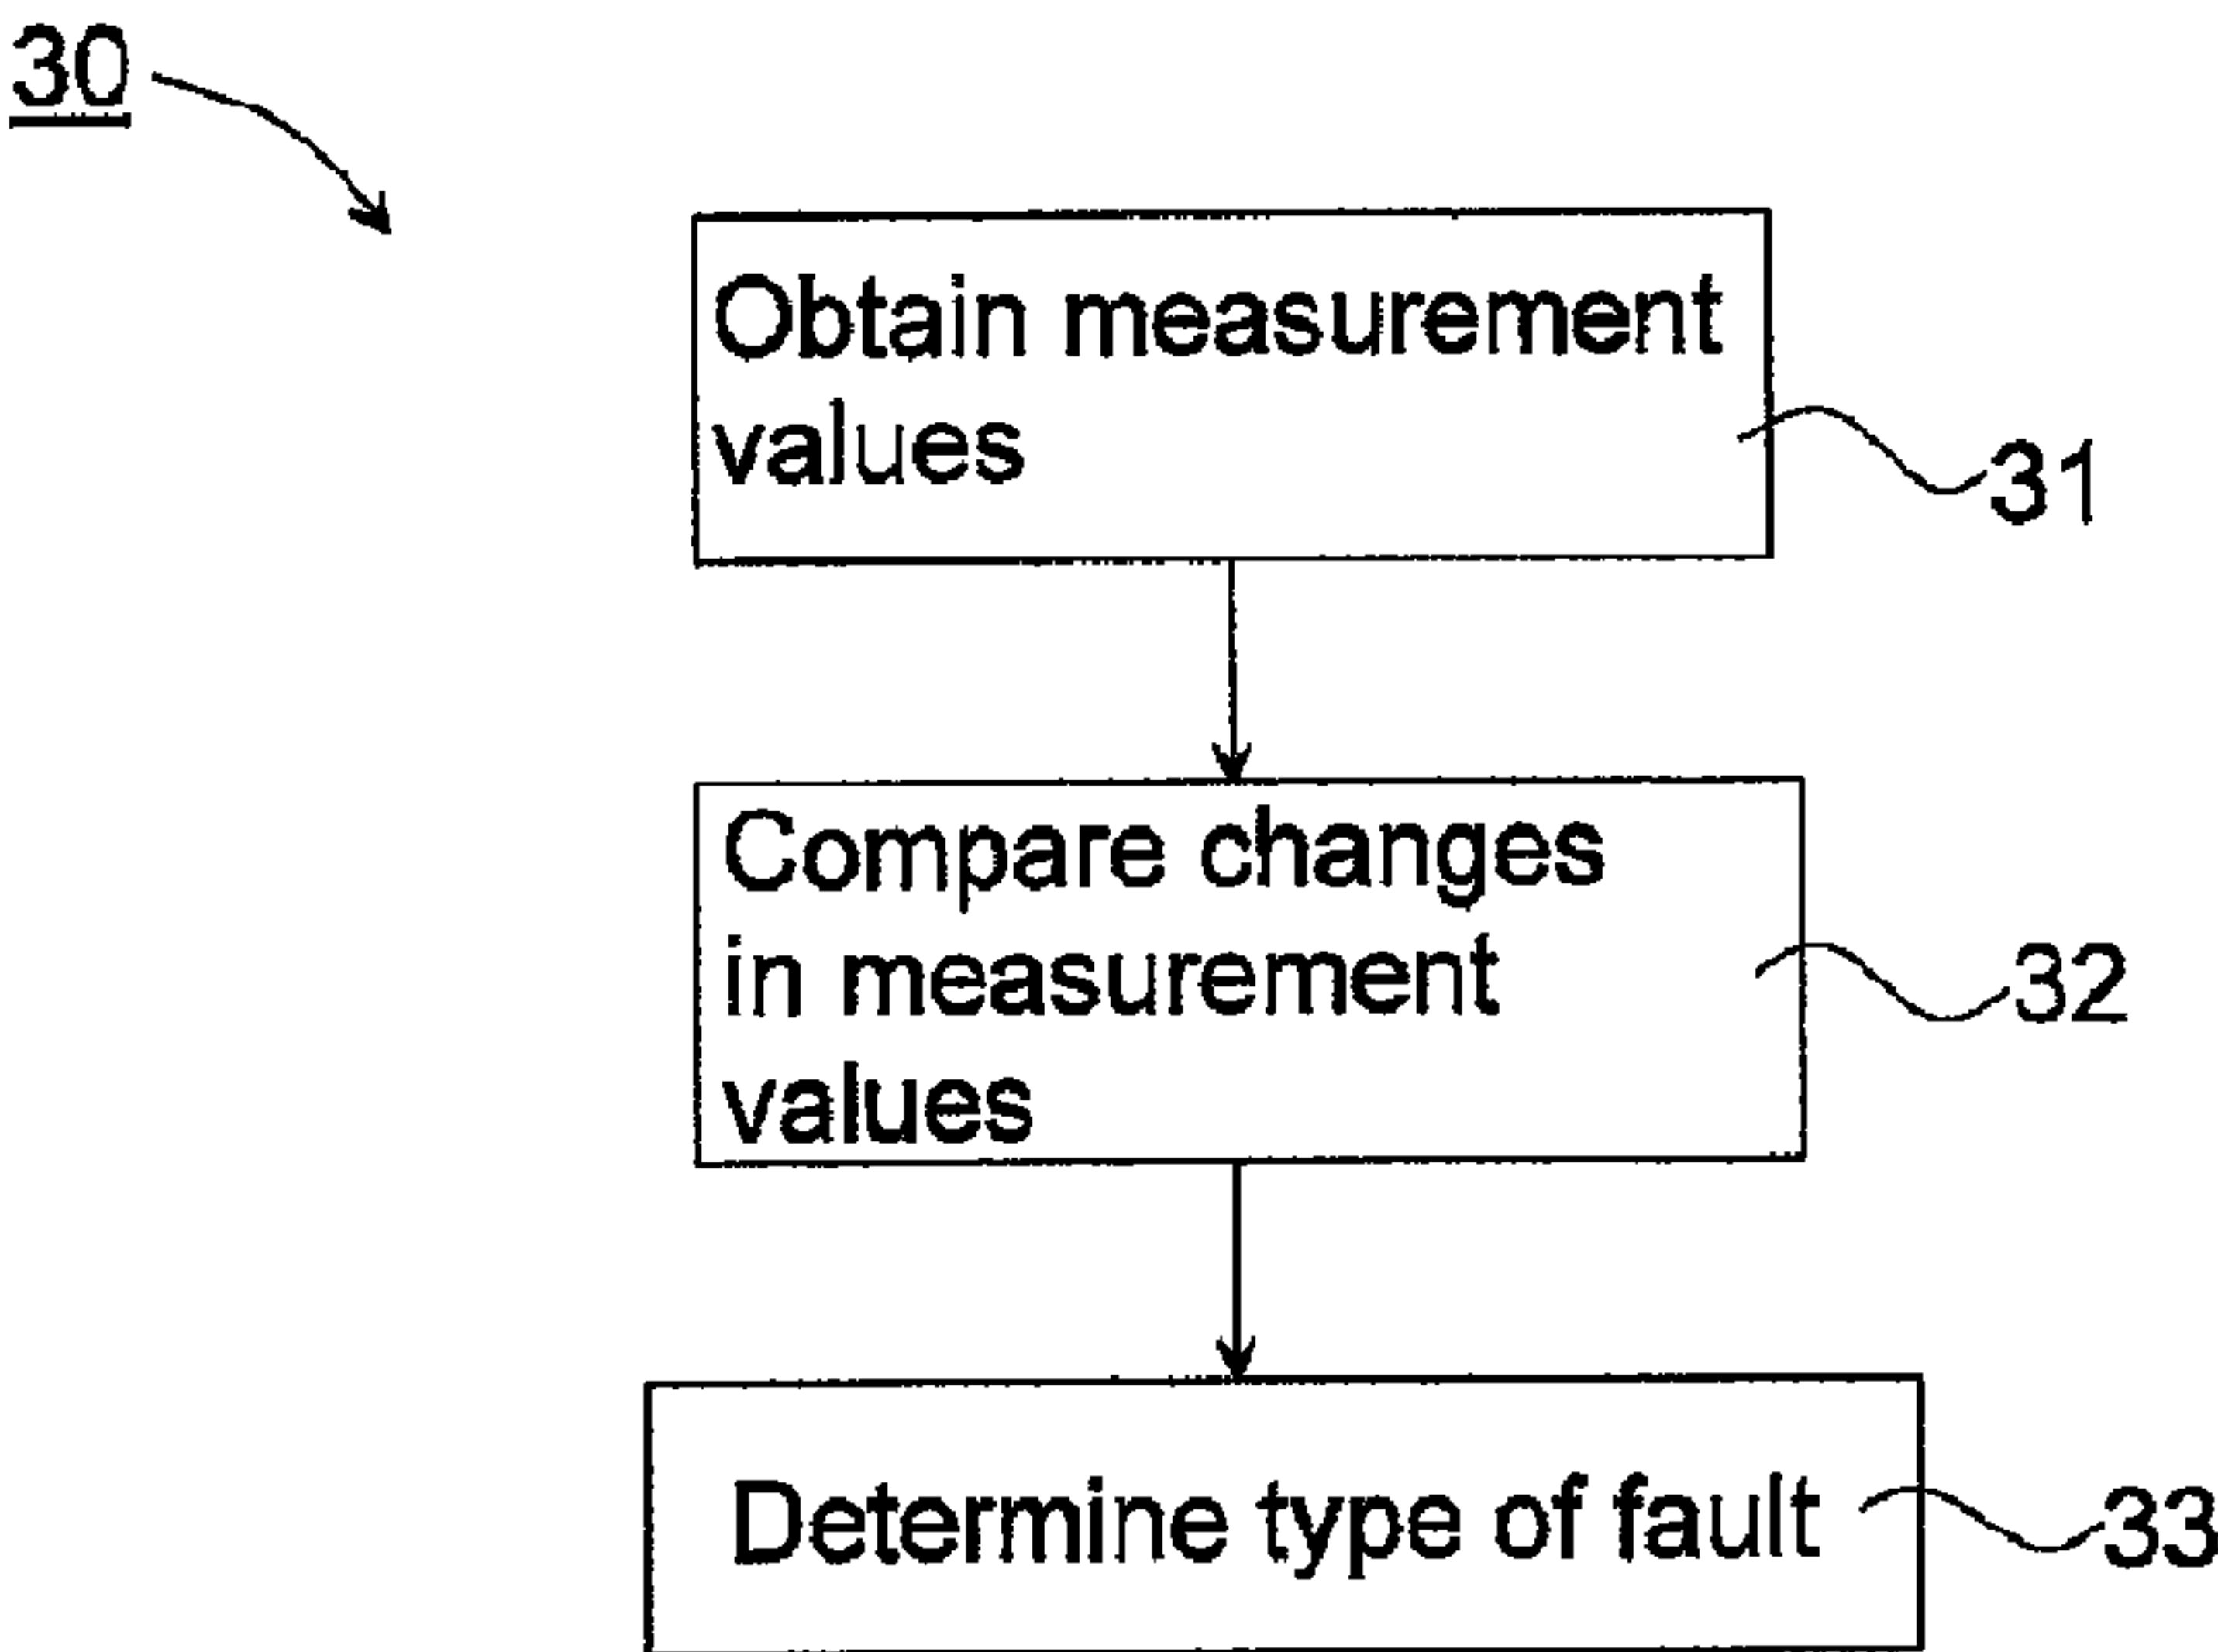 30
Obtain measurement
values
31
Compare changes
in measurement
values
32
Determine type of fault
33